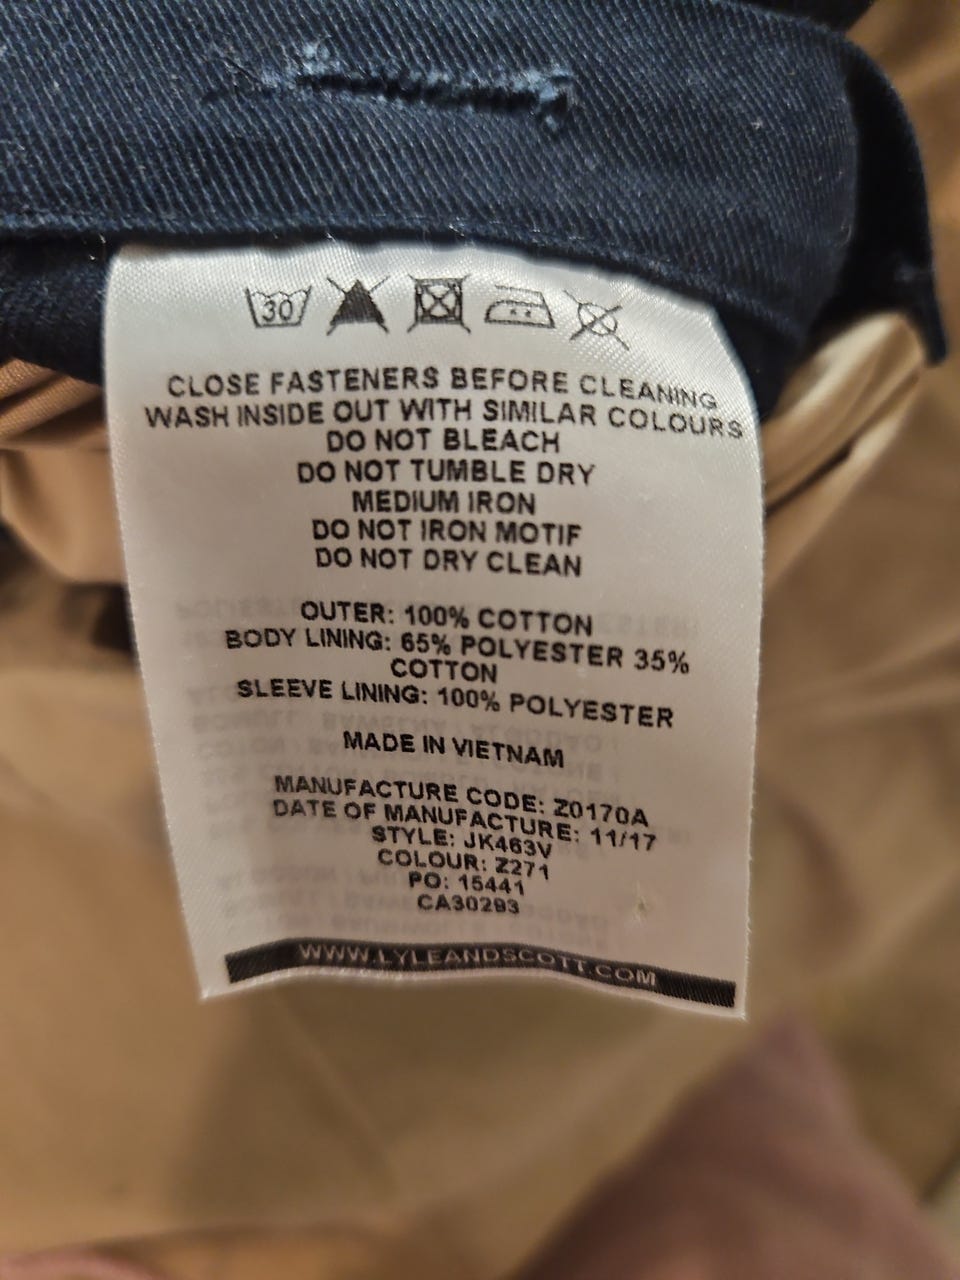 30
CLOSE FASTENERS BEFORE CLEANING
WASH INSIDE OUT WITH SIMILAR COLOURS
DO NOT BLEACH
DO NOT TUMBLE DRY
MEDIUM IRON
DO NOT IRON MOTIF
DO NOT DRY CLEAN
OUTER: 100% COTTON
BODY LINING: 65% POLYESTER 35%
COTTON
SLEEVE LINING: 100% POLYESTER
MADE IN VIETNAM
MANUFACTURE CODE: Z0170A
DATE OF MANUFACTURE: 11/17
STYLE: JK463V
COLOUR: Z271
PO: 15441
CA30293
WWW.LYLEANDSCOTT.COM